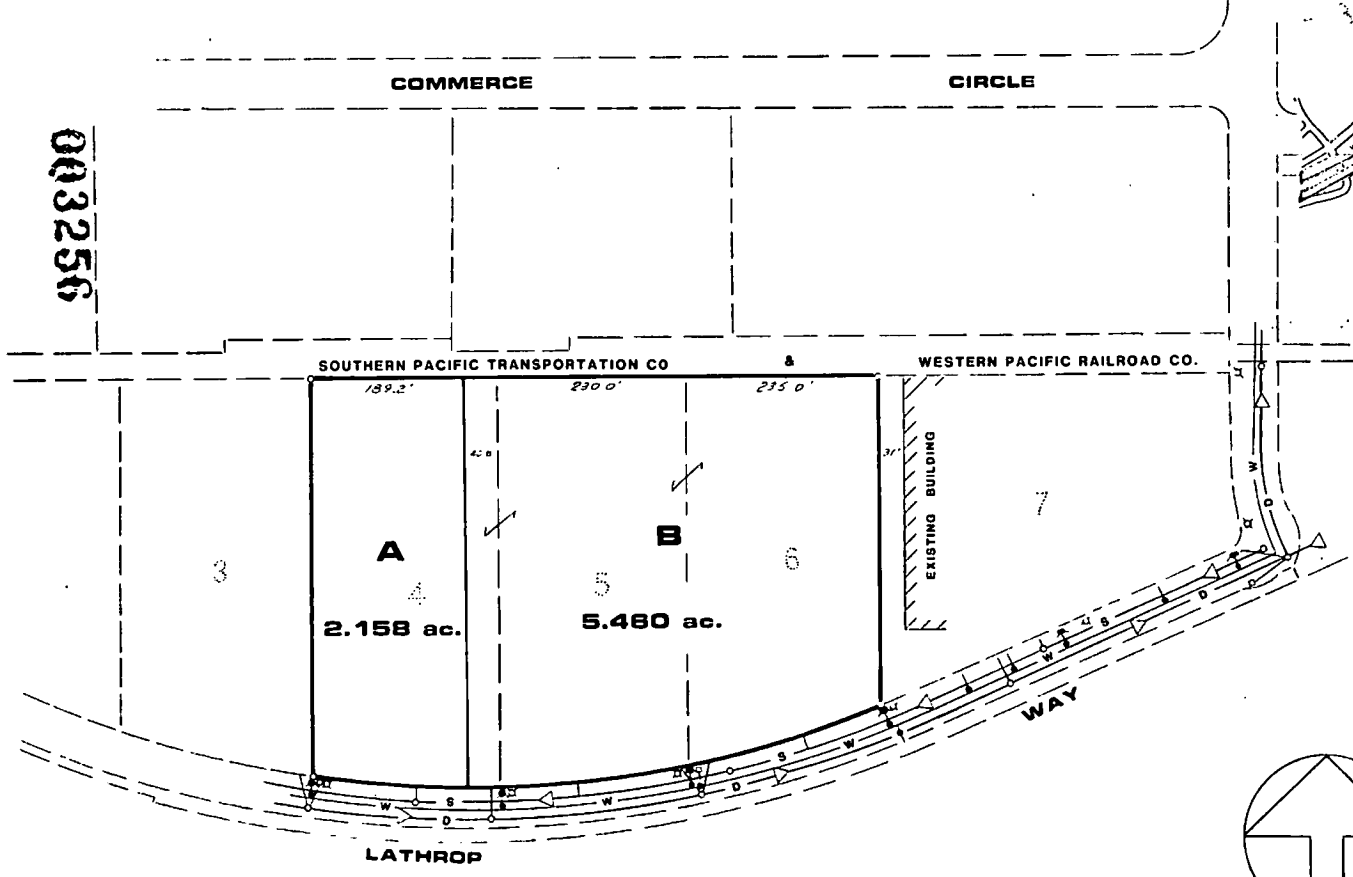 COMMERCE CIRCLE
003256
SOUTHERN PACIFIC TRANSPORTATION CO & WESTERN PACIFIC RAILROAD CO.
189.2' 230.0' 235.0'
31'
EXISTING BUILDING
7
A B
3 4 5 6
2.158 ac. 5.480 ac.
W
D
D
S
W
S
W
D
W S W
D
WAY
LATHROP